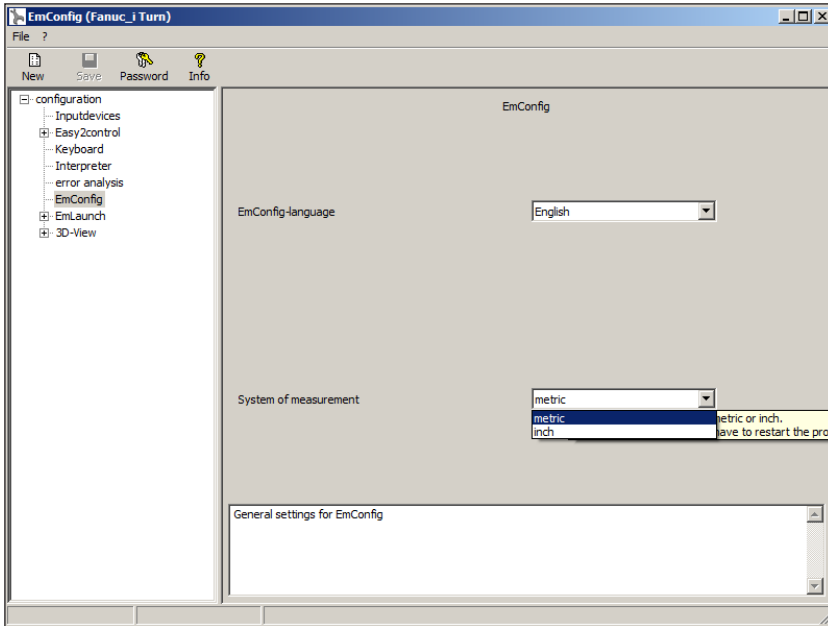 EmConfig (Fanuc_i Turn)
File ?
New Save Password Info
configuration
Inputdevices
Easy2control
Keyboard
Interpreter
error analysis
EmConfig
EmLaunch
3D-View
EmConfig
EmConfig-language English
System of measurement metric
metric
inch
metric or inch.
to restart the pro
General settings for EmConfig